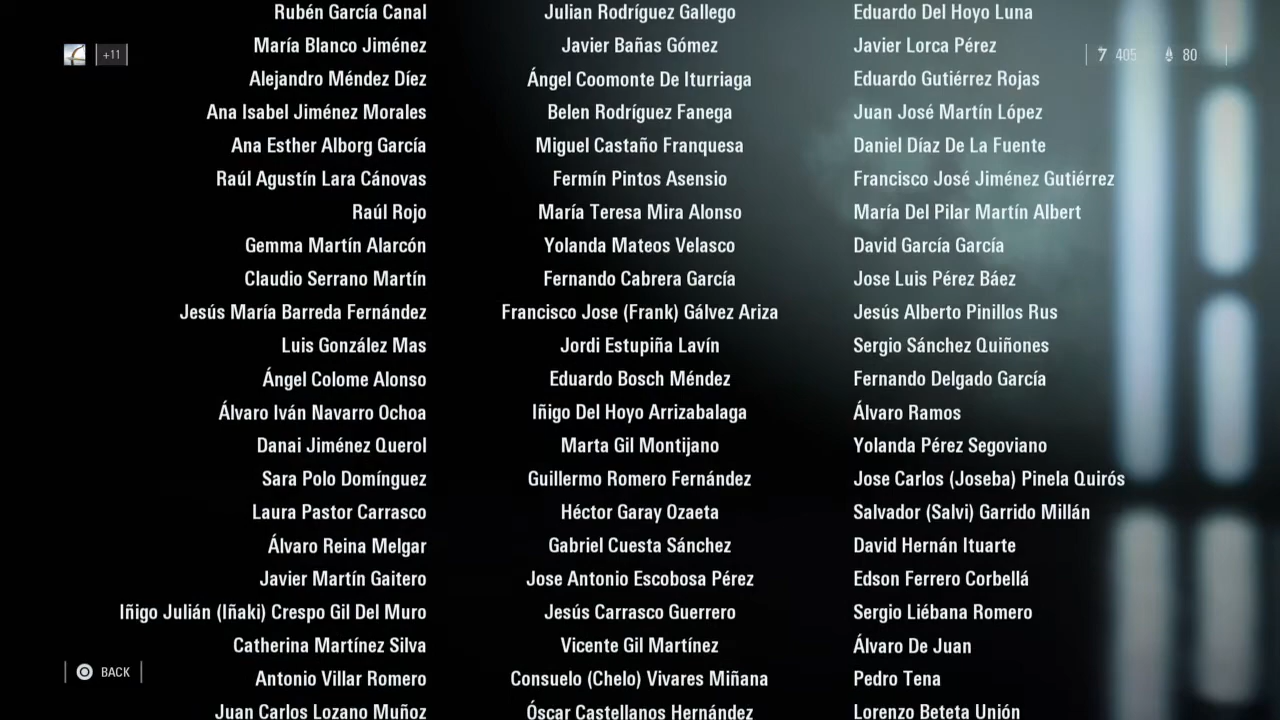 Rubén García Canal Julian Rodríguez Gallego Eduardo Del Hoyo Luna
+11 María Blanco Jiménez Javier Bañas Gómez Javier Lorca Pérez 405 80
Alejandro Méndez Díez Ángel Coomonte De Iturriaga Eduardo Gutiérrez Rojas
Ana Isabel Jiménez Morales Belen Rodríguez Fanega Juan José Martín López
Ana Esther Alborg García Miguel Castaño Franquesa Daniel Díaz De La Fuente
Raúl Agustín Lara Cánovas Fermín Pintos Asensio Francisco José Jiménez Gutiérrez
Raúl Rojo María Teresa Mira Alonso María Del Pilar Martín Albert
Gemma Martín Alarcón Yolanda Mateos Velasco David García García
Claudio Serrano Martín Fernando Cabrera García Jose Luis Pérez Báez
Jesús María Barreda Fernández Francisco Jose (Frank) Gálvez Ariza Jesús Alberto Pinillos Rus
Luis González Mas Jordi Estupiña Lavín Sergio Sánchez Quiñones
Ángel Colome Alonso Eduardo Bosch Méndez Fernando Delgado García
Álvaro Iván Navarro Ochoa Iñigo Del Hoyo Arrizabalaga Álvaro Ramos
Danai Jiménez Querol Marta Gil Montijano Yolanda Pérez Segoviano
Sara Polo Domínguez Guillermo Romero Fernández Jose Carlos (Joseba) Pinela Quirós
Laura Pastor Carrasco Héctor Garay Ozaeta Salvador (Salvi) Garrido Millán
Álvaro Reina Melgar Gabriel Cuesta Sánchez David Hernán Ituarte
Javier Martín Gaitero Jose Antonio Escobosa Pérez Edson Ferrero Corbellá
Iñigo Julián (Iñaki) Crespo Gil Del Muro Jesús Carrasco Guerrero Sergio Liébana Romero
Catherina Martínez Silva Vicente Gil Martínez Álvaro De Juan
BACK Antonio Villar Romero Consuelo (Chelo) Vivares Miñana Pedro Tena
Juan Carlos Lozano Muñoz Óscar Castellanos Hernández Lorenzo Beteta Unión